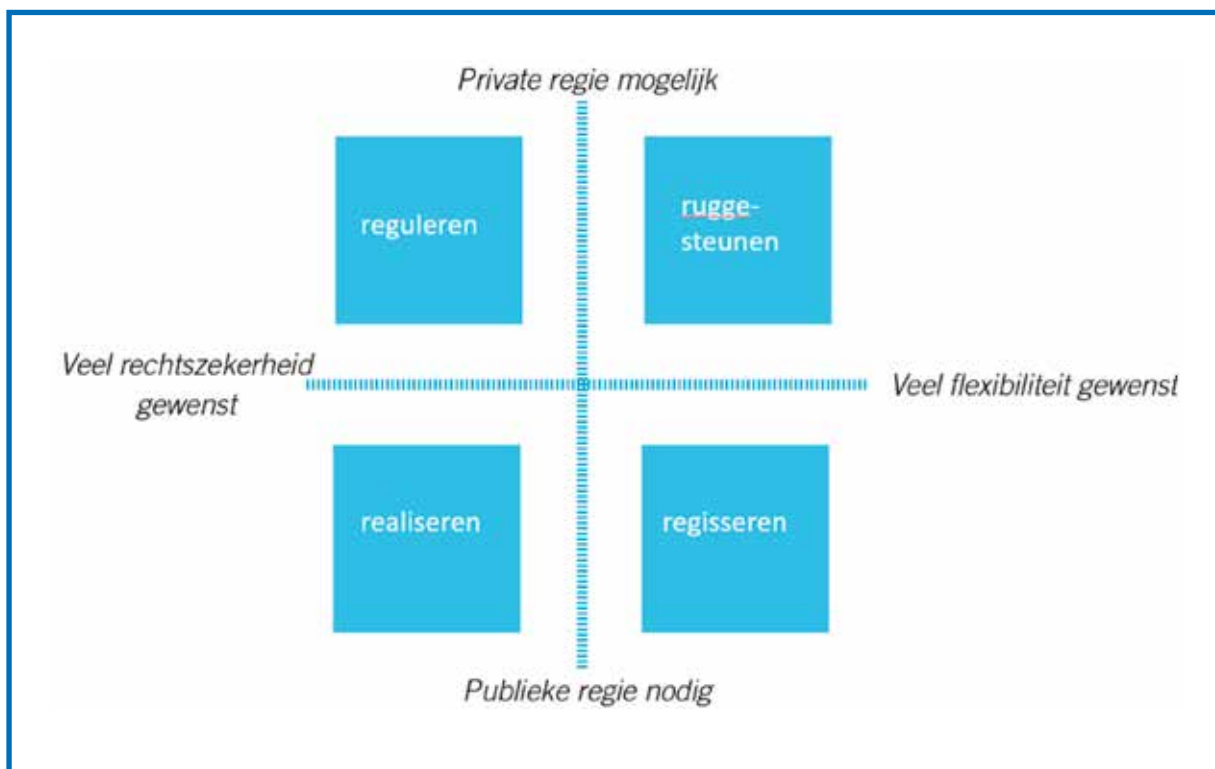 Private regie mogelijk
reguleren
rugge-
steunen
Veel rechtszekerheid
gewenst
Veel flexibiliteit gewenst
realiseren
regisseren
Publieke regie nodig